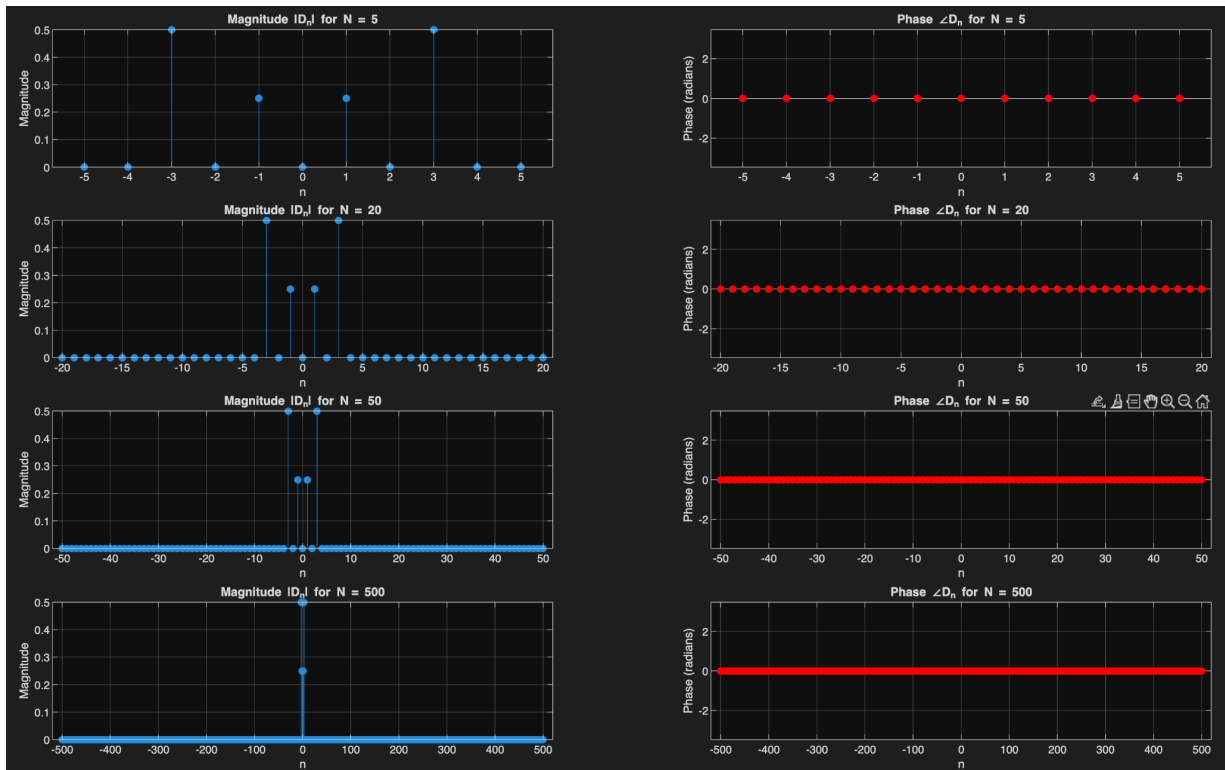 Magnitude |Dₙ| for N = 5
0.5
0.4
0.3
0.2
0.1
0
Magnitude
-5 -4 -3 -2 -1 0 1 2 3 4 5
n
Phase ∠Dₙ for N = 5
2
0
-2
Phase (radians)
-5 -4 -3 -2 -1 0 1 2 3 4 5
n
Magnitude |Dₙ| for N = 20
0.5
0.4
0.3
0.2
0.1
0
Magnitude
-20 -15 -10 -5 0 5 10 15 20
n
Phase ∠Dₙ for N = 20
2
0
-2
Phase (radians)
-20 -15 -10 -5 0 5 10 15 20
n
Magnitude |Dₙ| for N = 50
0.5
0.4
0.3
0.2
0.1
0
Magnitude
-50 -40 -30 -20 -10 0 10 20 30 40 50
n
Phase ∠Dₙ for N = 50
2
0
-2
Phase (radians)
-50 -40 -30 -20 -10 0 10 20 30 40 50
n
Magnitude |Dₙ| for N = 500
0.5
0.4
0.3
0.2
0.1
0
Magnitude
-500 -400 -300 -200 -100 0 100 200 300 400 500
n
Phase ∠Dₙ for N = 500
2
0
-2
Phase (radians)
-500 -400 -300 -200 -100 0 100 200 300 400 500
n